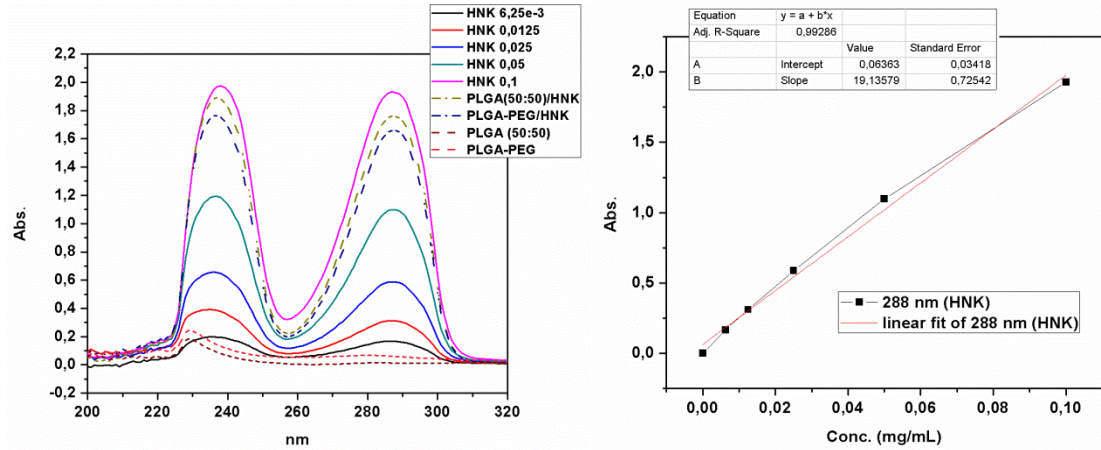 HNK 6,25e-3
HNK 0,0125
HNK 0,025
HNK 0,05
HNK 0,1
PLGA(50:50)/HNK
PLGA-PEG/HNK
PLGA (50:50)
PLGA-PEG
2,2
2,0
1,8
1,6
1,4
1,2
1,0
0,8
0,6
0,4
0,2
0,0
-0,2
Abs.
200 220 240 260 280 300 320
nm
Equation y = a + b*x
Adj. R-Square 0,99286
Value Standard Error
A Intercept 0,06363 0,03418
B Slope 19,13579 0,72542
2,0
1,5
1,0
0,5
0,0
Abs.
288 nm (HNK)
linear fit of 288 nm (HNK)
0,00 0,02 0,04 0,06 0,08 0,10
Conc. (mg/mL)